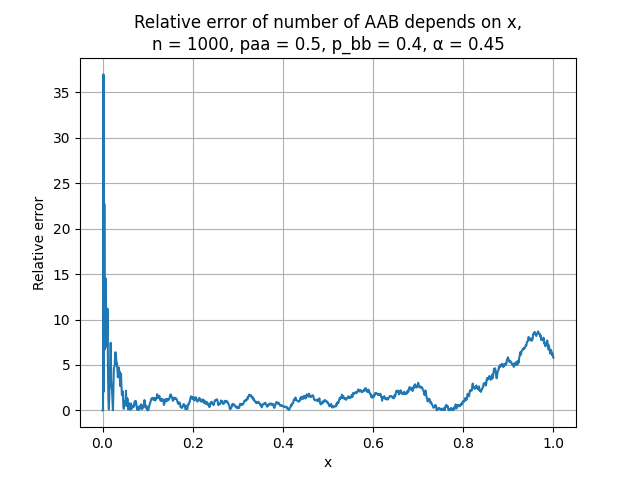 Relative error of number of AAB depends on x,
n = 1000, paa = 0.5, p_bb = 0.4, α = 0.45
35
30
25
20
15
10
5
0
Relative error
0.0 0.2 0.4 0.6 0.8 1.0
x